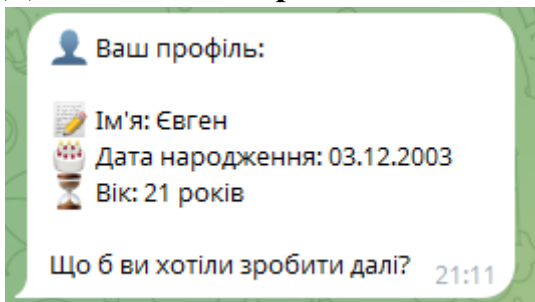 👤 Ваш профіль:
📝 Ім'я: Євген
🎂 Дата народження: 03.12.2003
⏳ Вік: 21 років
Що б ви хотіли зробити далі?
21:11